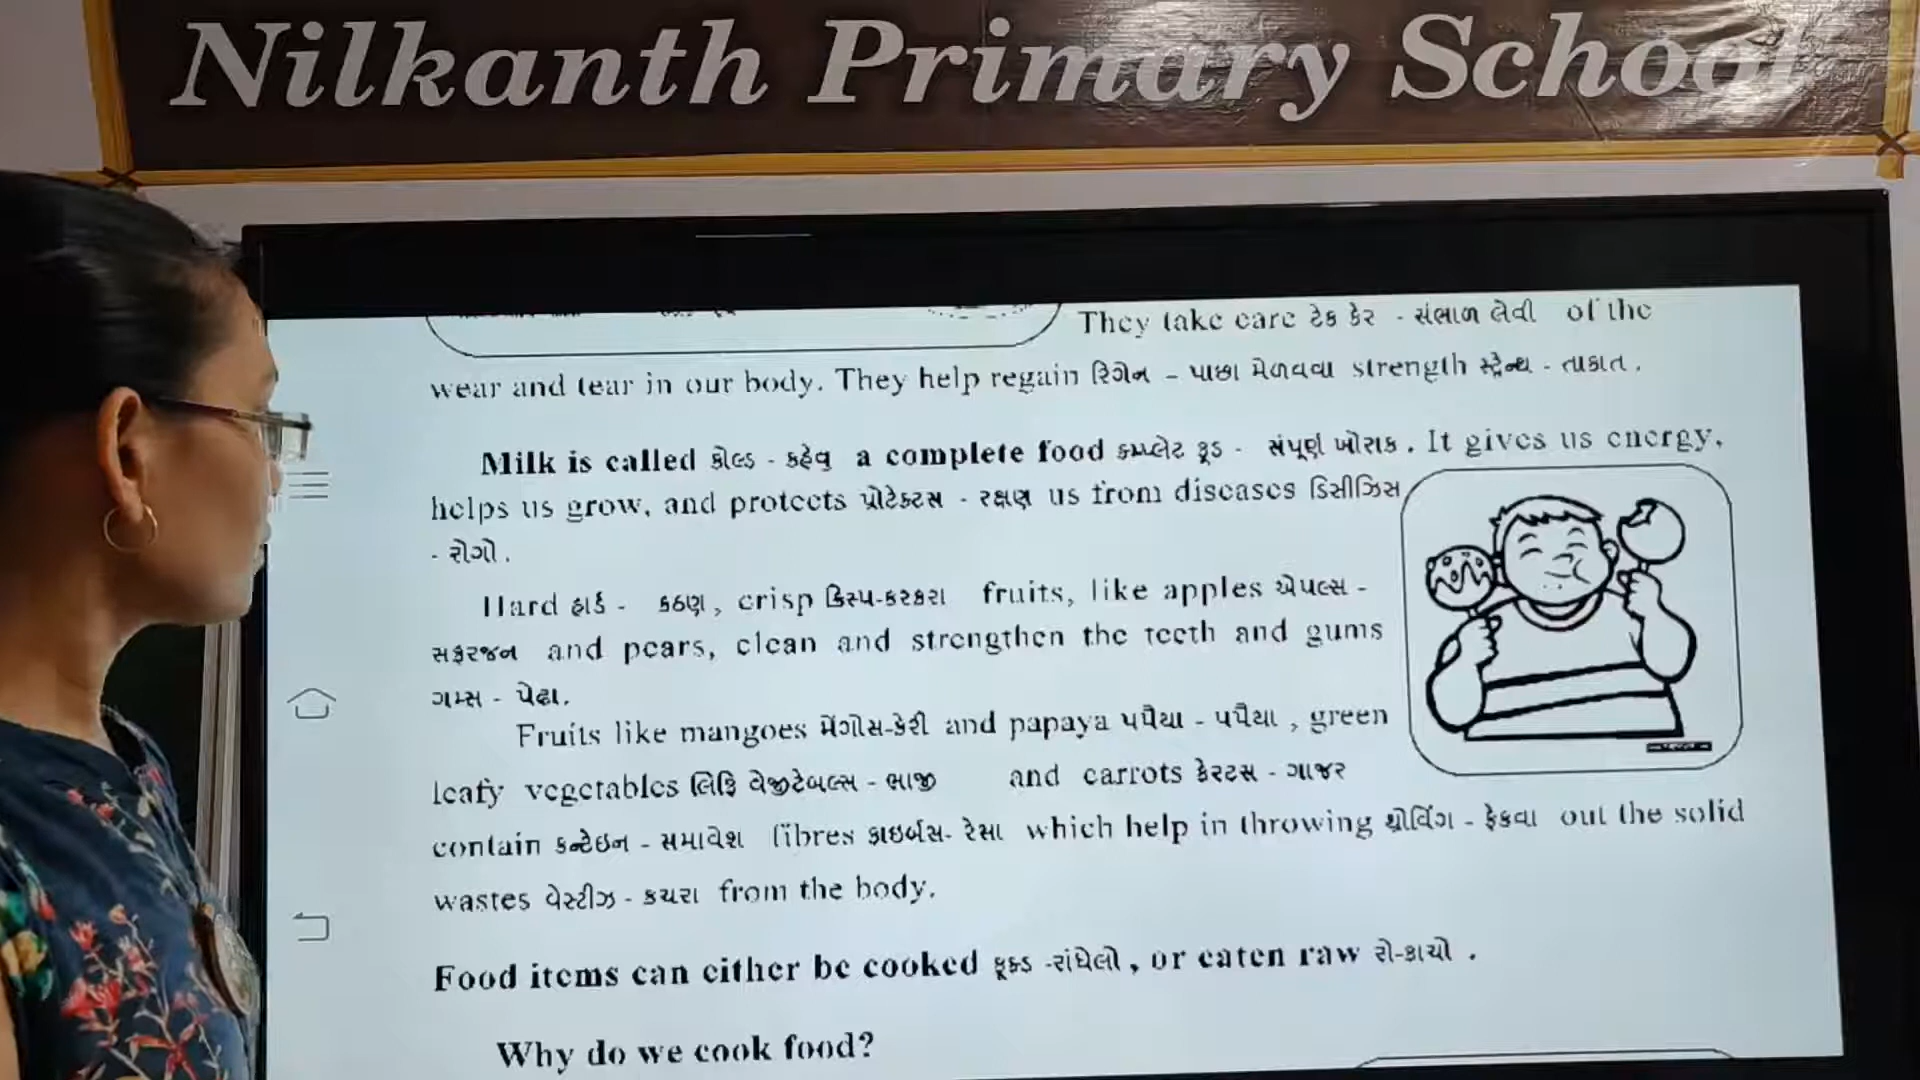 Nilkanth Primary School
They take care ટેક કેર - સંભાળ લેવી of the
wear and tear in our body. They help regain રિગેન - પાછા મેળવવા strength સ્ટ્રેન્થ - તાકાત.
Milk is called કોલ્ડ - કહેવુ a complete food કમ્પ્લેટ ફૂડ - સંપૂર્ણ ખોરાક. It gives us energy,
helps us grow, and protects પ્રોટેક્ટસ - રક્ષણ us from diseases ડિસીઝિસ
- રોગો.
Hard હાર્ડ - કઠણ, crisp ક્રિસ્પ-કરકરા fruits, like apples એપલ્સ -
સફરજન and pears, clean and strengthen the teeth and gums
ગમ્સ - પેઢા.
Fruits like mangoes મેંગોસ-કેરી and papaya પપૈયા - પપૈયા, green
leafy vegetables લિફિ વેજીટેબલ્સ - ભાજી and carrots કેરટસ - ગાજર
contain કન્ટેઇન - સમાવેશ fibres ફાઇબર્સ- રેસા which help in throwing થ્રોવિંગ - ફેકવા out the solid
wastes વેસ્ટીઝ - કચરા from the body.
Food items can either be cooked કૂક્ડ -રાંધેલો, or eaten raw રો-કાચો.
Why do we cook food?